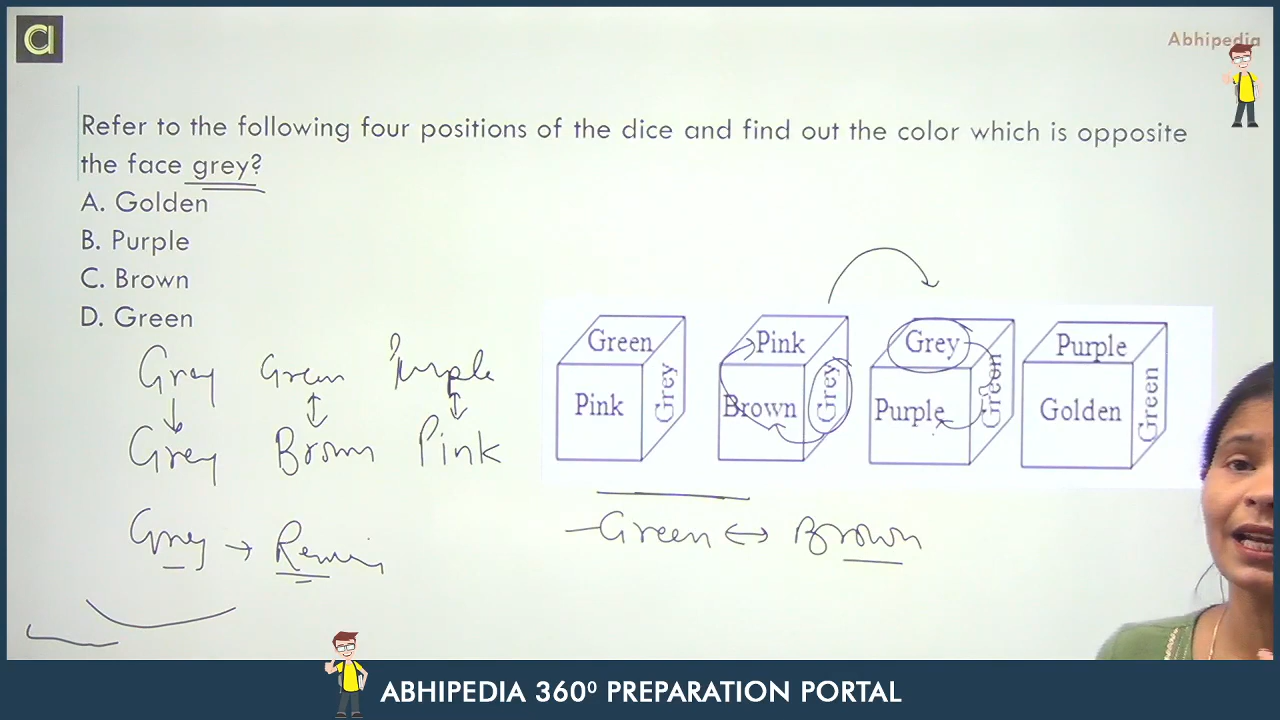 Abhipedia
Refer to the following four positions of the dice and find out the color which is opposite
the face grey?
A. Golden
B. Purple
C. Brown
D. Green
Green
Pink
Grey
Pink
Brown
Grey
Grey
Purple
Green
Purple
Golden
Green
Grey Green Purple
Grey Brown Pink
Grey →
Green ↔ Brown
ABHIPEDIA 360⁰ PREPARATION PORTAL